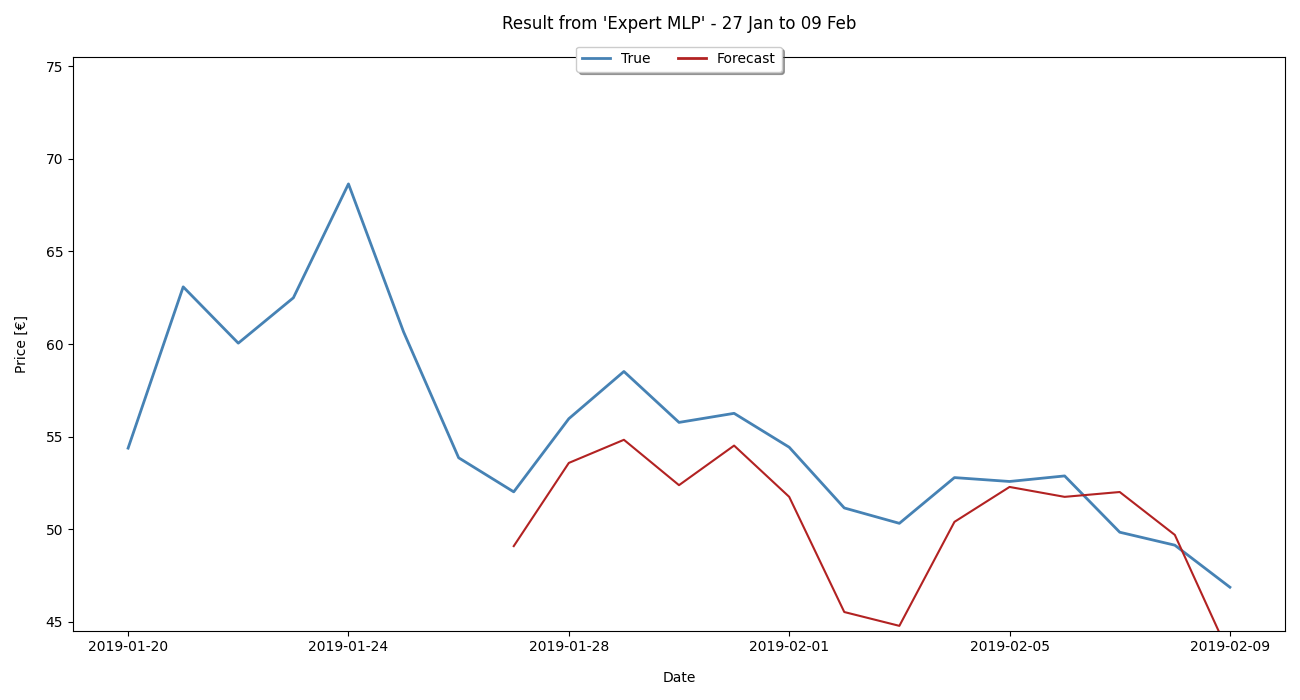 Result from 'Expert MLP' - 27 Jan to 09 Feb
True Forecast
75
70
65
60
55
50
45
Price [€]
2019-01-20 2019-01-24 2019-01-28 2019-02-01 2019-02-05 2019-02-09
Date